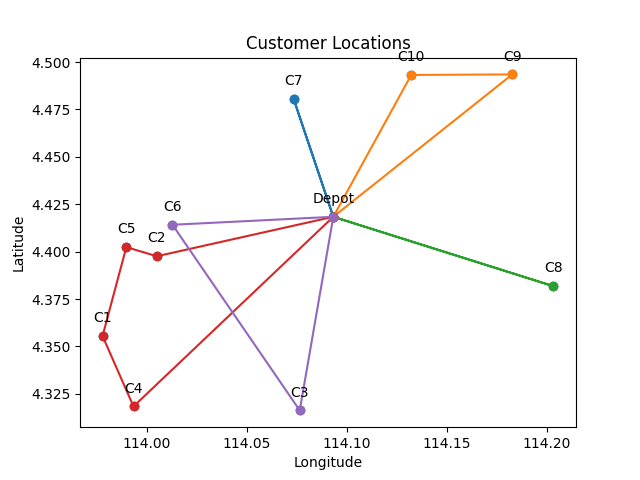 Customer Locations
4.500
4.475
4.450
4.425
4.400
4.375
4.350
4.325
Latitude
C10
C9
C7
Depot
C6
C5
C2
C8
C1
C4
C3
114.00
114.05
114.10
114.15
114.20
Longitude